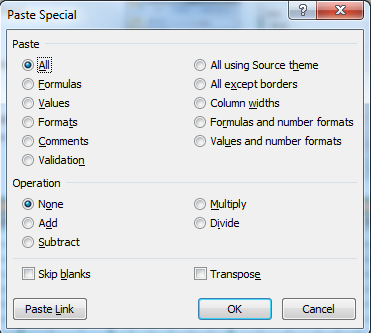 Paste Special
Paste
All
All using Source theme
Formulas
All except borders
Values
Column widths
Formats
Formulas and number formats
Comments
Values and number formats
Validation
Operation
None
Multiply
Add
Divide
Subtract
Skip blanks
Transpose
Paste Link
OK
Cancel